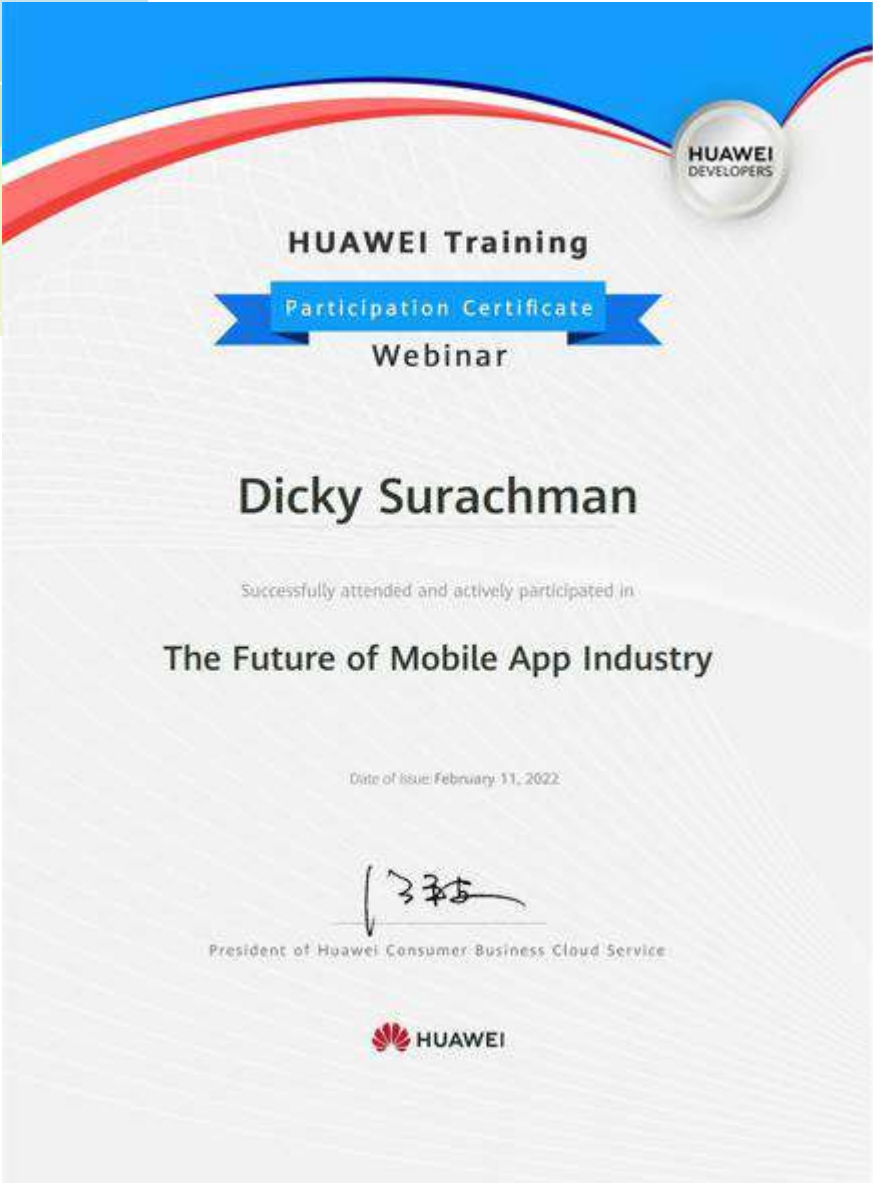 HUAWEI
DEVELOPERS
HUAWEI Training
Participation Certificate
Webinar
Dicky Surachman
Successfully attended and actively participated in
The Future of Mobile App Industry
Date of Issue: February 11, 2022
President of Huawei Consumer Business Cloud Service
HUAWEI